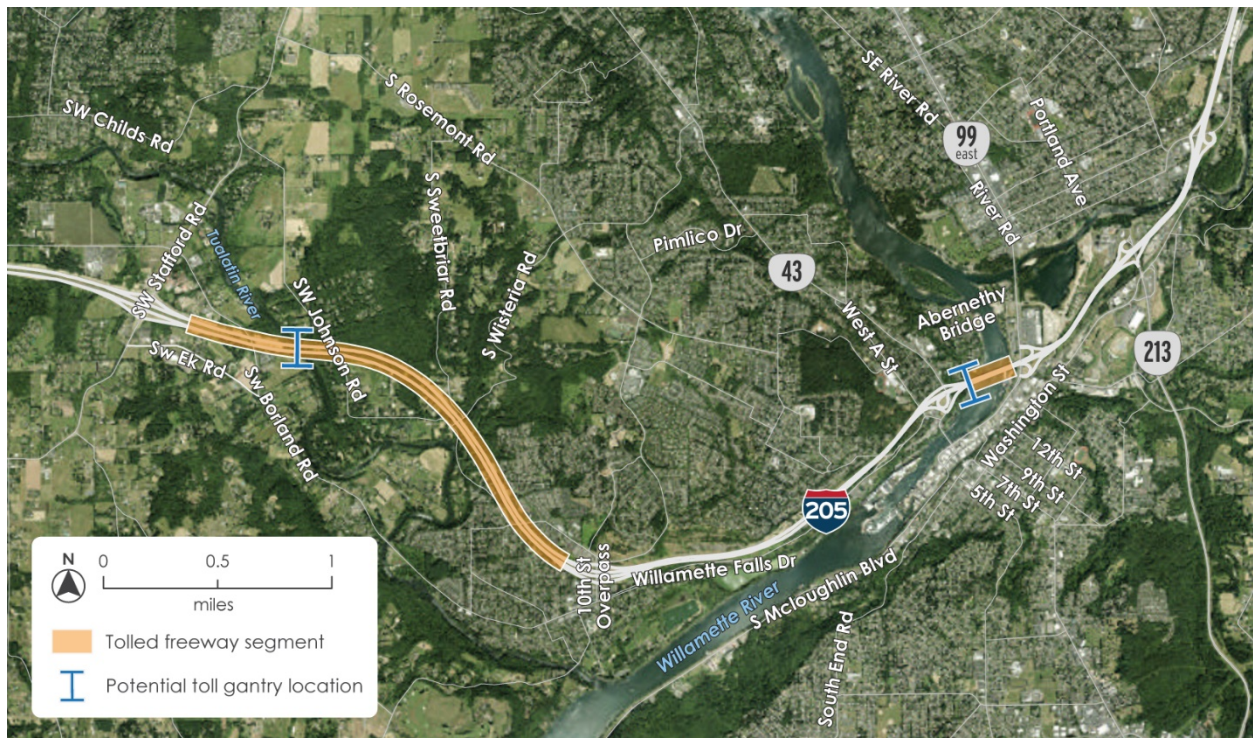 SW Childs Rd
S Rosemont Rd
SE River Rd
99
east
Portland Ave
River Rd
SW Stafford Rd
Tualatin River
S Sweetbriar Rd
Pimlico Dr
43
SW Johnson Rd
S Wisteria Rd
West A St
Abernethy
Bridge
213
Sw Ek Rd
Sw Borland Rd
Washington St
12th St
9th St
7th St
5th St
205
10th St
Overpass
Willamette Falls Dr
Willamette River
S Mcloughlin Blvd
South End Rd
N
0 0.5 1
miles
Tolled freeway segment
Potential toll gantry location